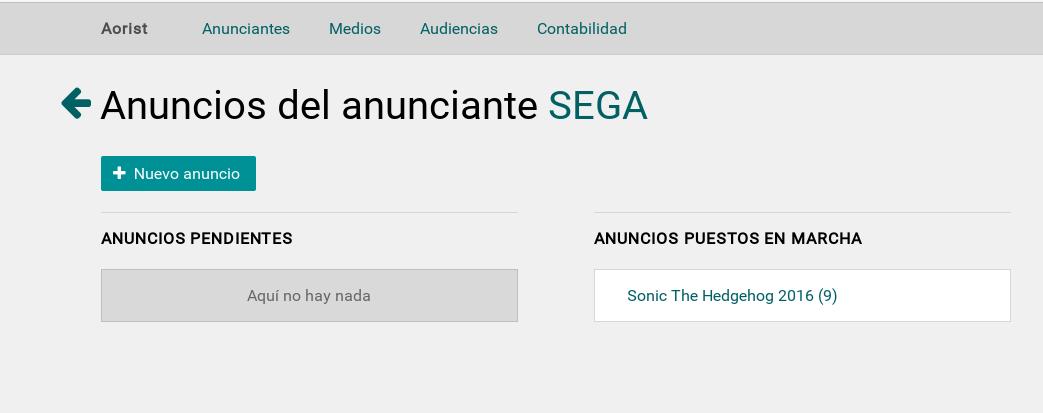 Aorist Anunciantes Medios Audiencias Contabilidad
Anuncios del anunciante SEGA
Nuevo anuncio
ANUNCIOS PENDIENTES
Aquí no hay nada
ANUNCIOS PUESTOS EN MARCHA
Sonic The Hedgehog 2016 (9)